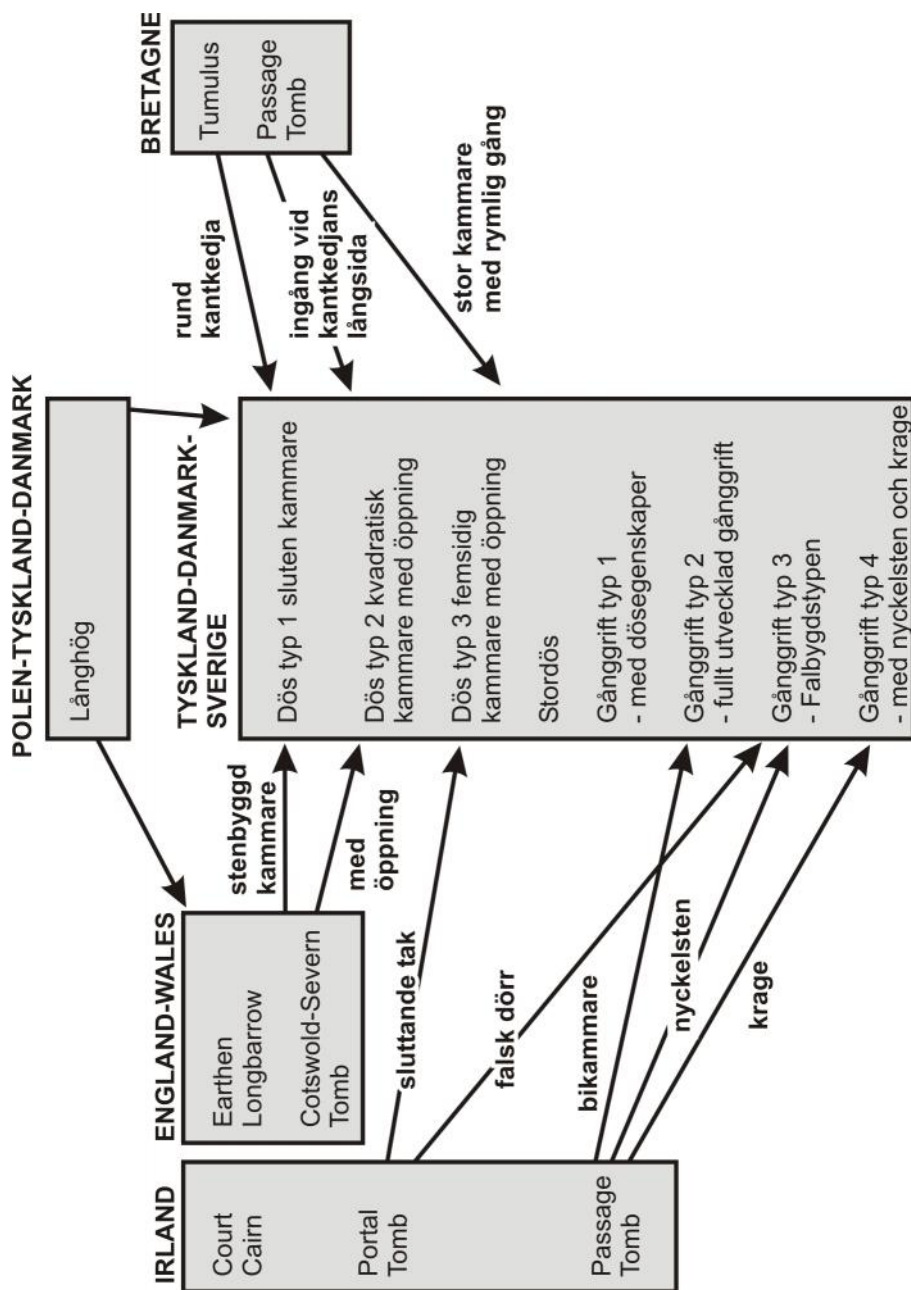 IRLAND
Court
Cairn
Portal
Tomb
Passage
Tomb
ENGLAND-WALES
Earthen
Longbarrow
Cotswold-Severn
Tomb
POLEN-TYSKLAND-DANMARK
Långhög
TYSKLAND-DANMARK-
SVERIGE
Dös typ 1 sluten kammare
Dös typ 2 kvadratisk
kammare med öppning
Dös typ 3 femsidig
kammare med öppning
Stordös
Gånggrift typ 1
- med dösegenskaper
Gånggrift typ 2
- fullt utvecklad gånggrift
Gånggrift typ 3
- Falbygdstypen
Gånggrift typ 4
- med nyckelsten och krage
BRETAGNE
Tumulus
Passage
Tomb
stenbyggd
kammare
med
öppning
sluttande tak
falsk dörr
bikammare
nyckelsten
krage
rund
kantkedja
ingång vid
kantkedjans
långsida
stor kammare
med rymlig gång